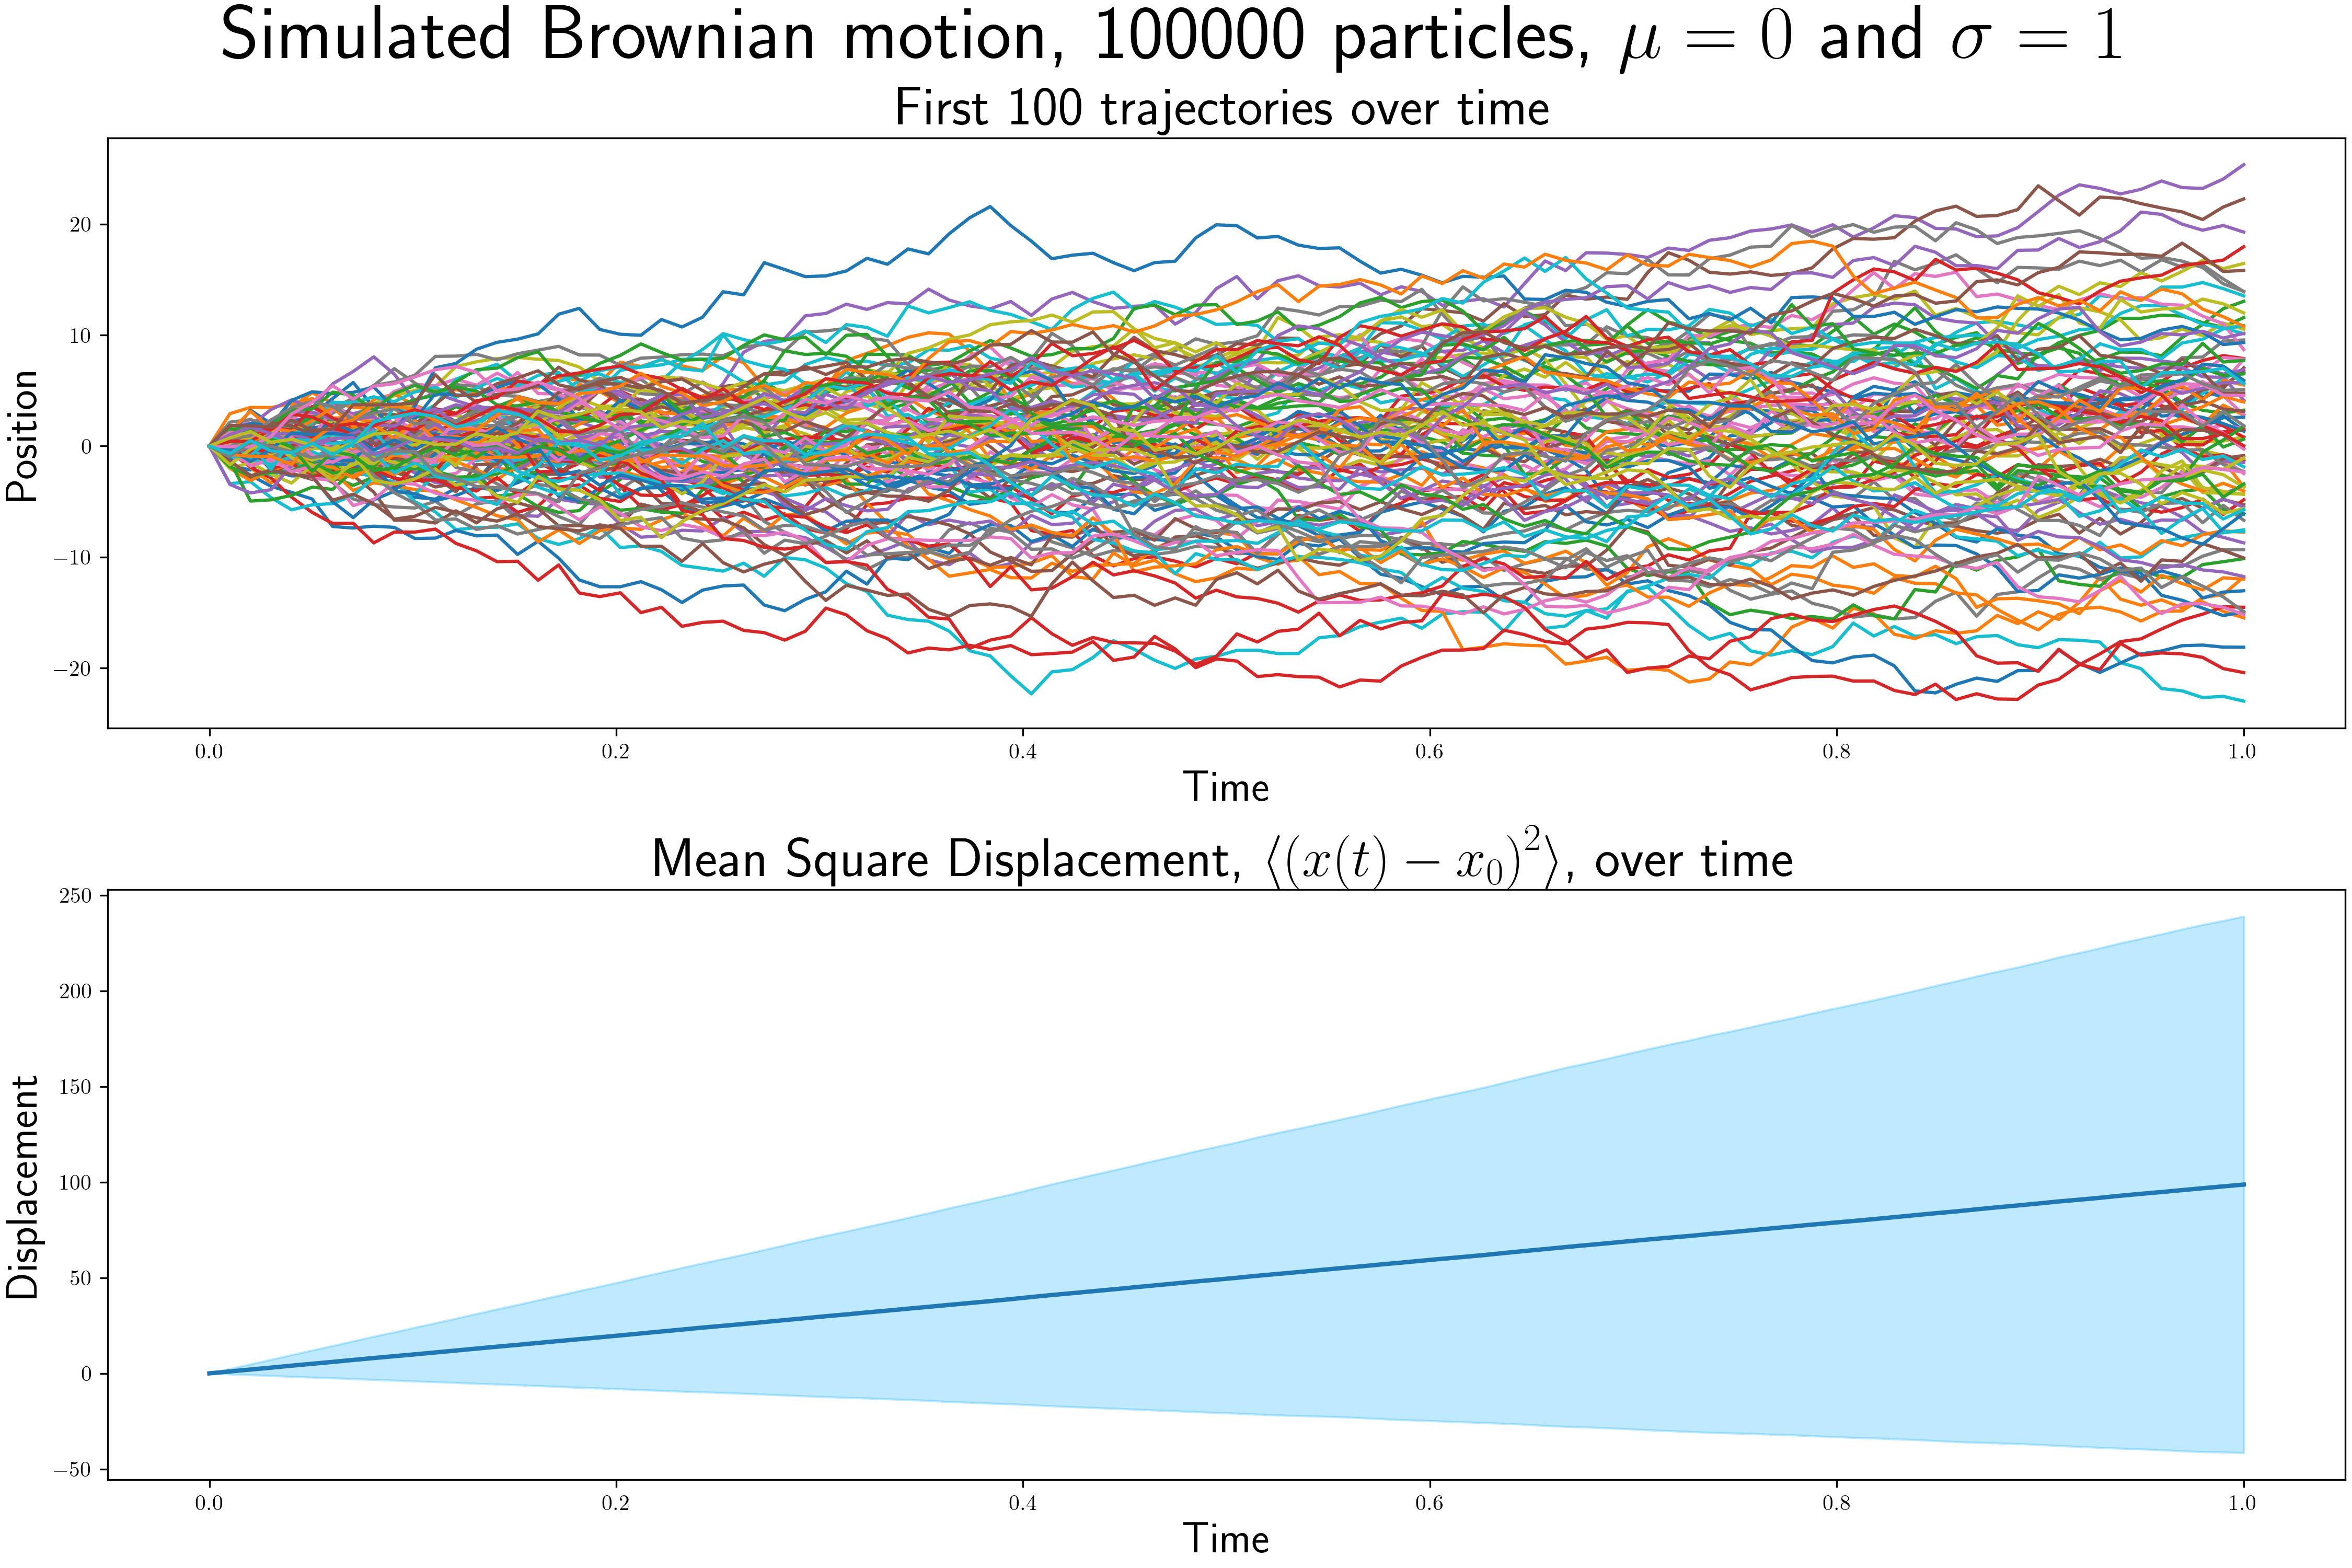 Simulated Brownian motion, 100000 particles, μ = 0 and σ = 1
First 100 trajectories over time
Position
20
10
0
−10
−20
0.0 0.2 0.4 0.6 0.8 1.0
Time
Mean Square Displacement, ⟨(x(t) − x₀)²⟩, over time
Displacement
250
200
150
100
50
0
−50
0.0 0.2 0.4 0.6 0.8 1.0
Time